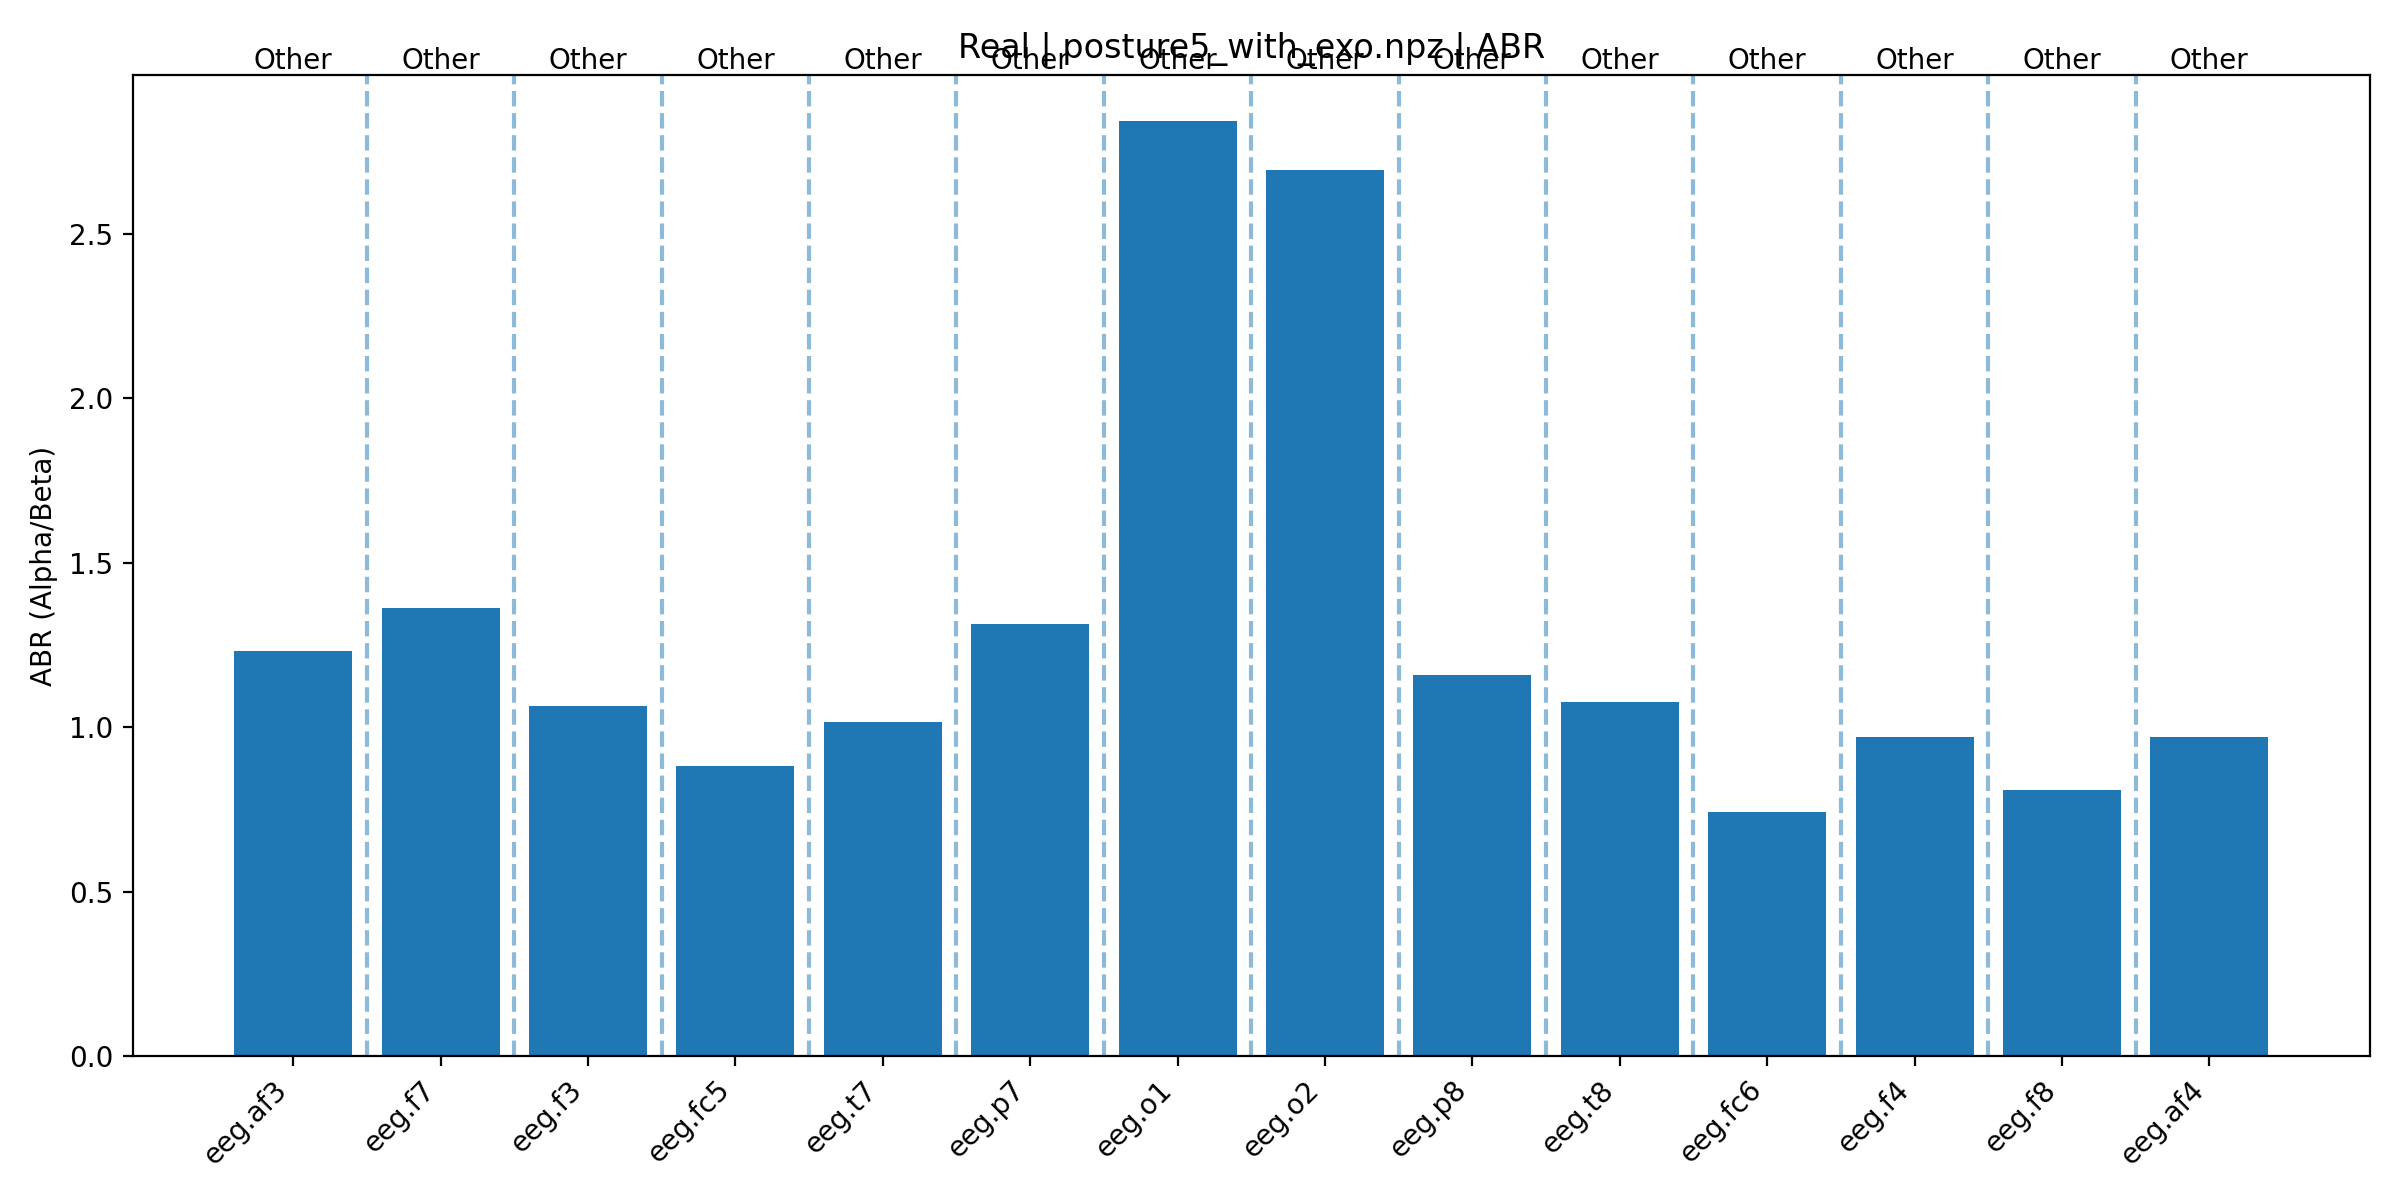 Real | posture5_with_exo.npz | ABR
Other Other Other Other Other Other Other Other Other Other Other Other Other Other
ABR (Alpha/Beta)
2.5
2.0
1.5
1.0
0.5
0.0
eeg.af3 eeg.f7 eeg.f3 eeg.fc5 eeg.t7 eeg.p7 eeg.o1 eeg.o2 eeg.p8 eeg.t8 eeg.fc6 eeg.f4 eeg.f8 eeg.af4